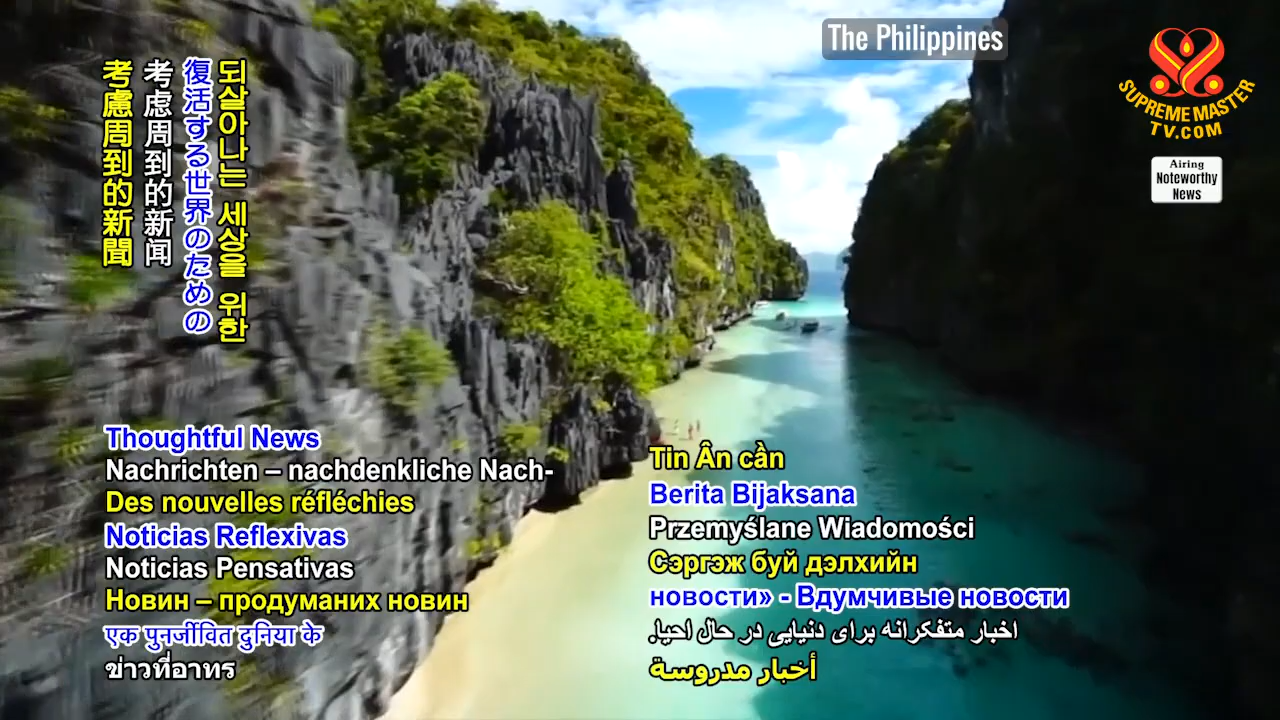 The Philippines
SUPREME MASTER
TV.COM
Airing
Noteworthy
News
되살아나는 세상을 위한
復活する世界のための
考虑周到的新闻
考慮周到的新聞
Thoughtful News
Nachrichten – nachdenkliche Nach-
Des nouvelles réfléchies
Noticias Reflexivas
Noticias Pensativas
Новин – продуманих новин
एक पुनर्जीवित दुनिया के
ข่าวที่อาทร
Tin Ân cần
Berita Bijaksana
Przemyślane Wiadomości
Сэргэж буй дэлхийн
новости» - Вдумчивые новости
اخبار متفکرانه برای دنیایی در حال احیا.
أخبار مدروسة